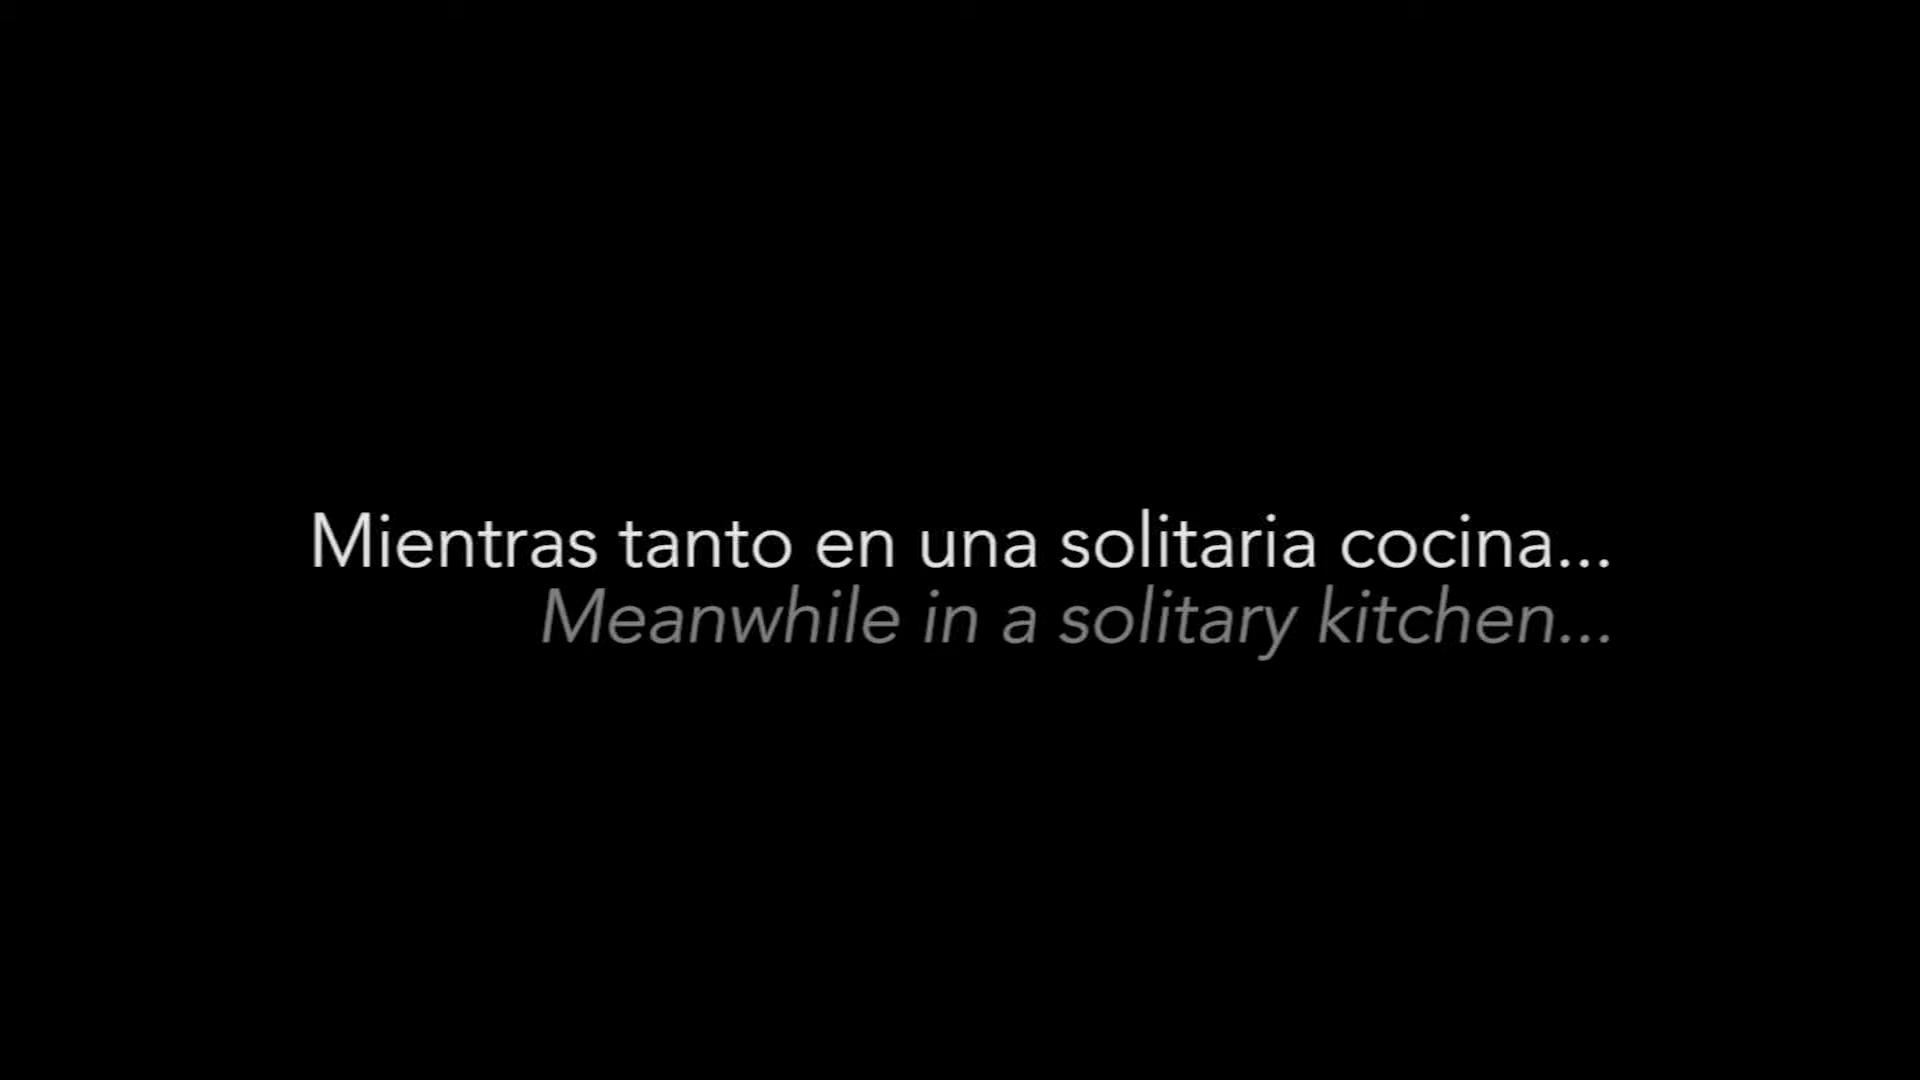 Mientras tanto en una solitaria cocina...
Meanwhile in a solitary kitchen...